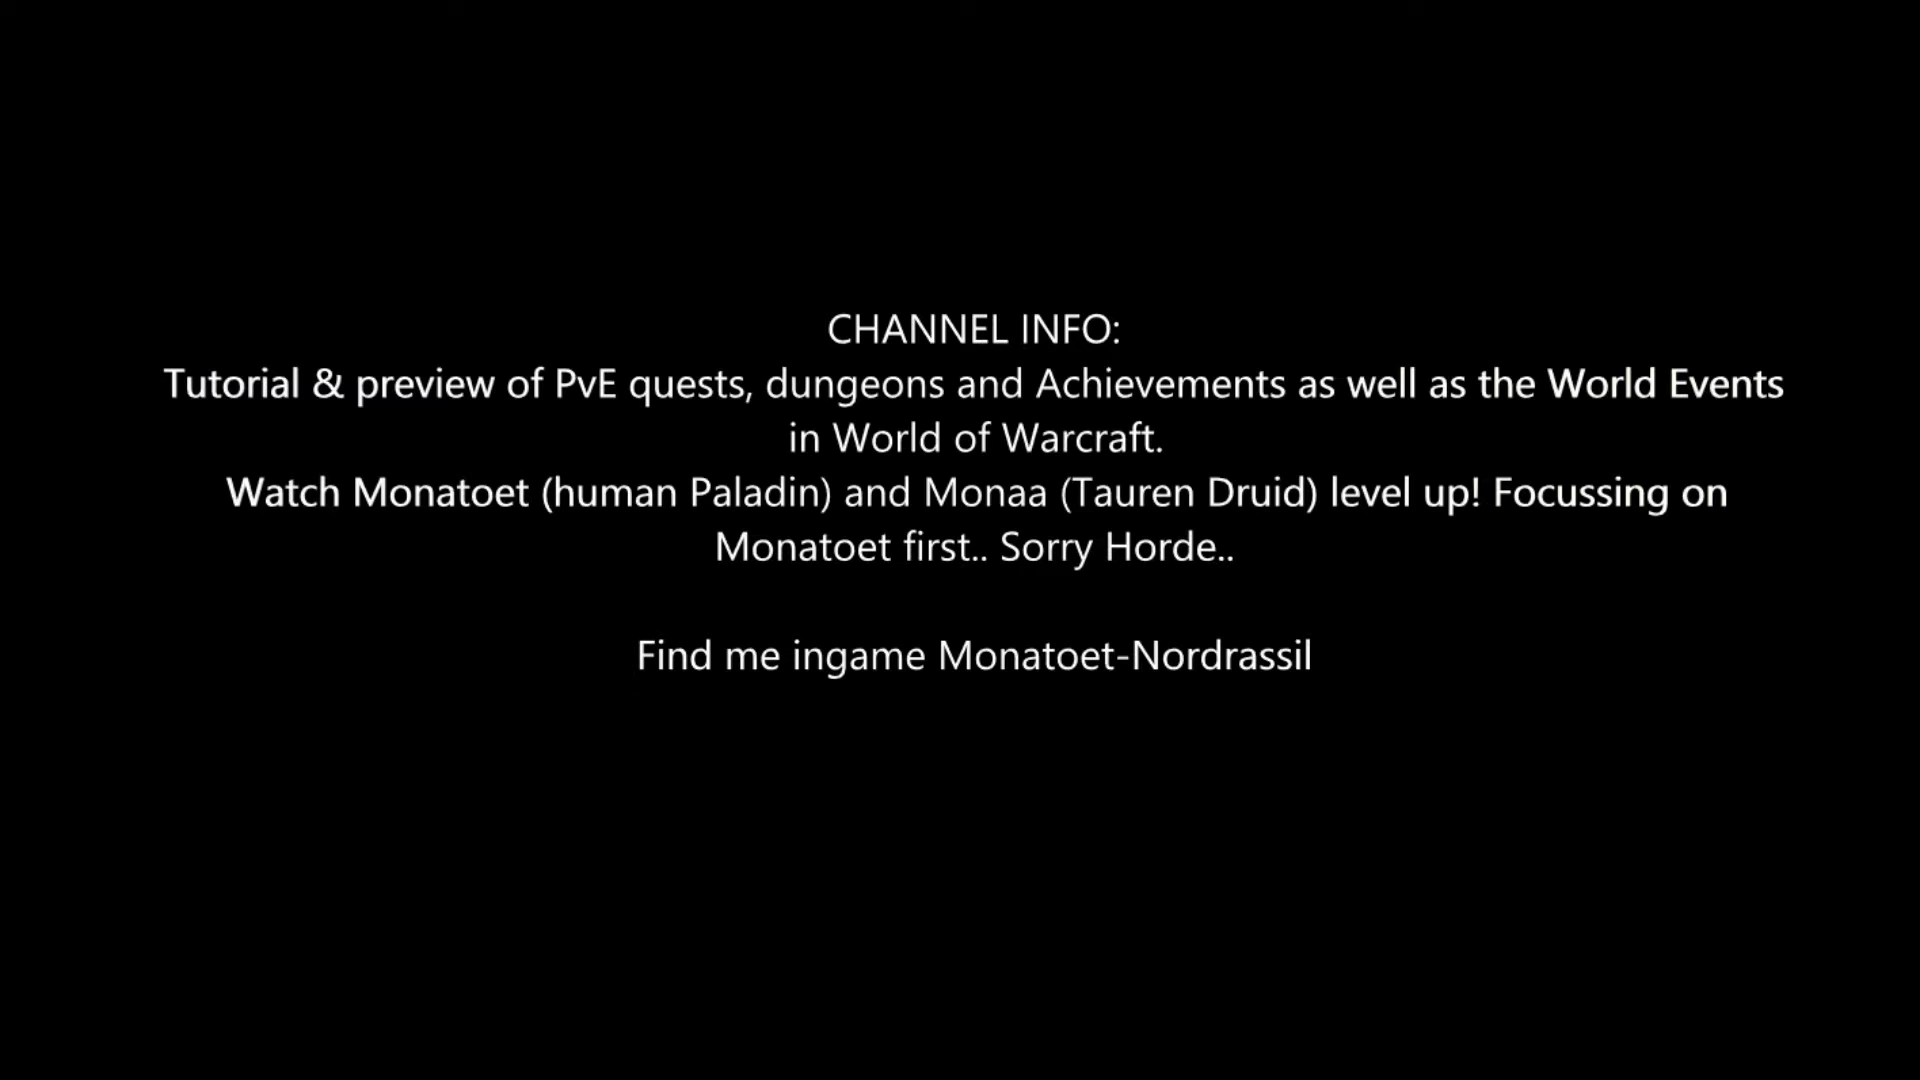 CHANNEL INFO:
Tutorial & preview of PvE quests, dungeons and Achievements as well as the World Events
in World of Warcraft.
Watch Monatoet (human Paladin) and Monaa (Tauren Druid) level up! Focussing on
Monatoet first.. Sorry Horde..
Find me ingame Monatoet-Nordrassil